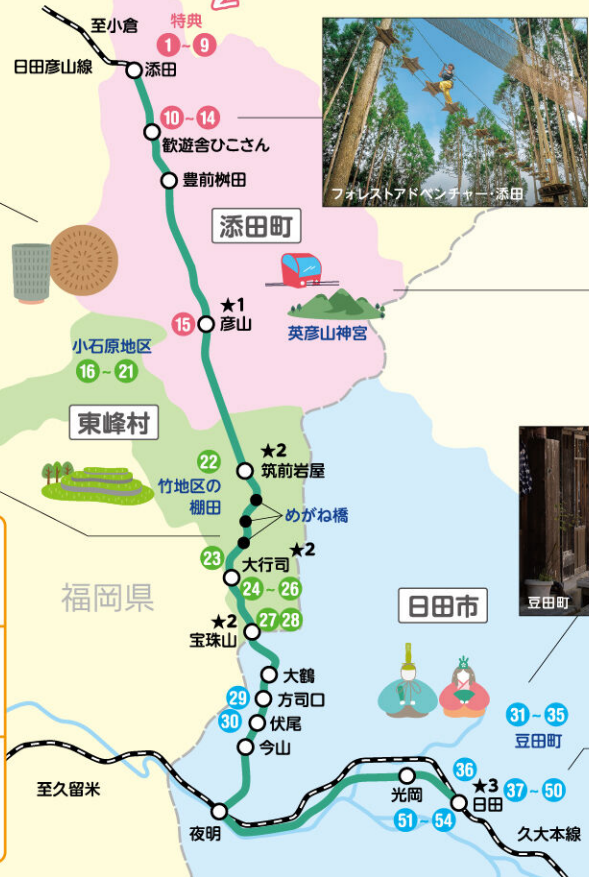 至小倉
特典
1～9
日田彦山線
添田
10～14
歓遊舎ひこさん
フォレストアドベンチャー・添田
豊前桝田
添田町
★1
15
彦山
英彦山神宮
小石原地区
16～21
東峰村
★2
22
筑前岩屋
竹地区の
棚田
めがね橋
★2
23
大行司
24～26
福岡県
日田市
豆田町
27 28
★2
宝珠山
大鶴
29
方司口
30
伏尾
31～35
豆田町
今山
36
★3
37～50
至久留米
光岡
日田
51～54
夜明
久大本線